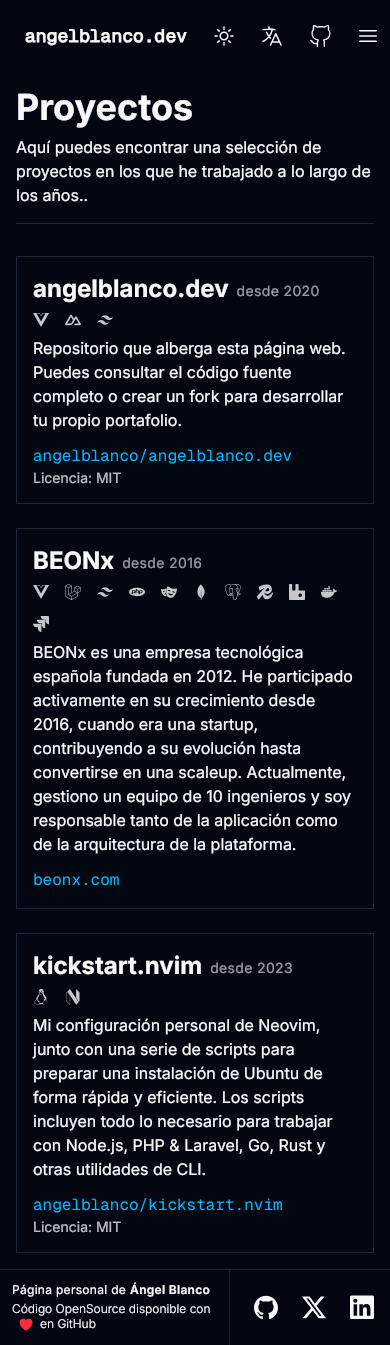 angelblanco.dev
Proyectos
Aquí puedes encontrar una selección de
proyectos en los que he trabajado a lo largo de
los años..
angelblanco.dev desde 2020
Repositorio que alberga esta página web.
Puedes consultar el código fuente
completo o crear un fork para desarrollar
tu propio portafolio.
angelblanco/angelblanco.dev
Licencia: MIT
BEONx desde 2016
php
BEONx es una empresa tecnológica
española fundada en 2012. He participado
activamente en su crecimiento desde
2016, cuando era una startup,
contribuyendo a su evolución hasta
convertirse en una scaleup. Actualmente,
gestiono un equipo de 10 ingenieros y soy
responsable tanto de la aplicación como
de la arquitectura de la plataforma.
beonx.com
kickstart.nvim desde 2023
Mi configuración personal de Neovim,
junto con una serie de scripts para
preparar una instalación de Ubuntu de
forma rápida y eficiente. Los scripts
incluyen todo lo necesario para trabajar
con Node.js, PHP & Laravel, Go, Rust y
otras utilidades de CLI.
angelblanco/kickstart.nvim
Licencia: MIT
Página personal de Ángel Blanco
Código OpenSource disponible con
❤️ en GitHub